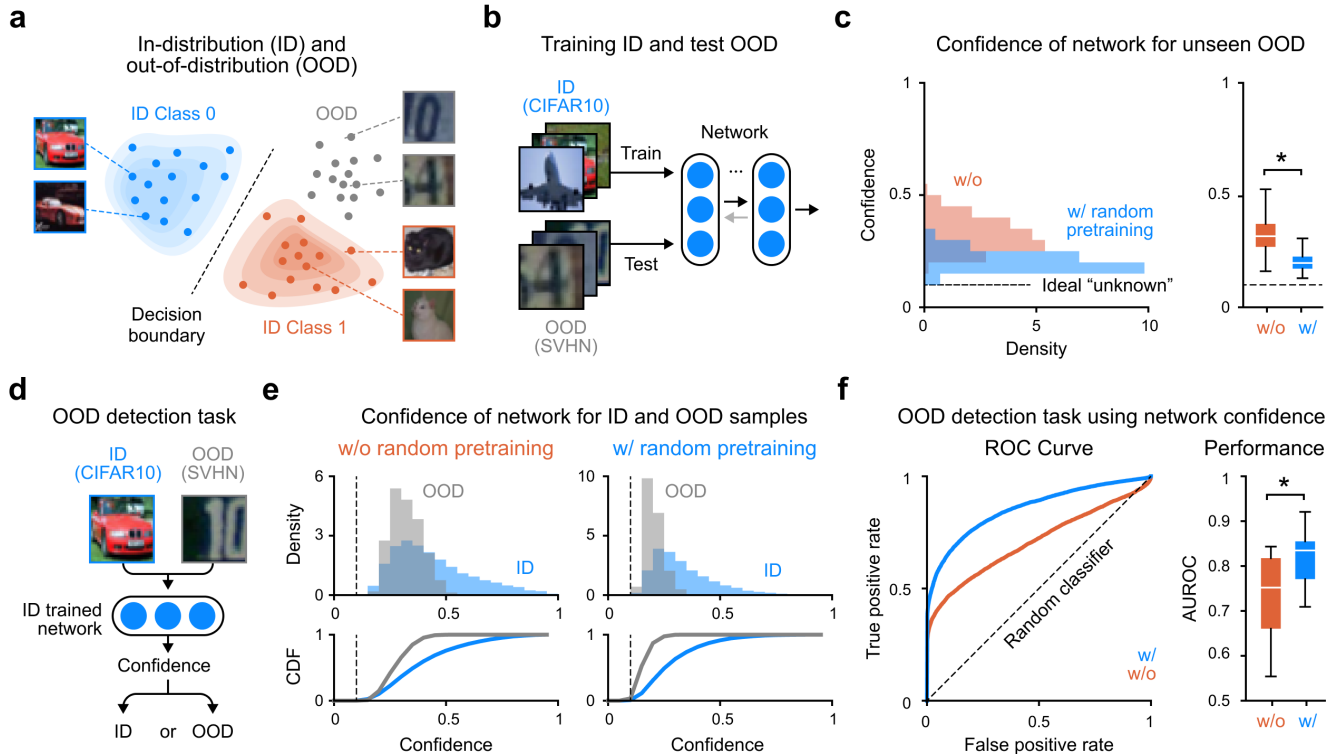 a
In-distribution (ID) and
out-of-distribution (OOD)
ID Class 0
OOD
Decision
boundary
ID Class 1
b
Training ID and test OOD
ID
(CIFAR10)
Train
Network
...
Test
OOD
(SVHN)
c
Confidence of network for unseen OOD
Confidence
1
0.5
0
w/o
w/ random
pretraining
Ideal “unknown”
0
5
10
Density
1
0.5
0
*
w/o
w/
d
OOD detection task
ID
(CIFAR10)
OOD
(SVHN)
ID trained
network
Confidence
ID or OOD
e
Confidence of network for ID and OOD samples
w/o random pretraining
Density
6
3
0
OOD
ID
0
0.5
1
CDF
1
0
0
0.5
1
Confidence
w/ random pretraining
10
5
0
OOD
ID
0
0.5
1
1
0
0
0.5
1
Confidence
f
OOD detection task using network confidence
ROC Curve
True positive rate
1
0.5
0
Random classifier
w/
w/o
0
0.5
1
False positive rate
Performance
AUROC
1
0.9
0.8
0.7
0.6
0.5
*
w/o
w/